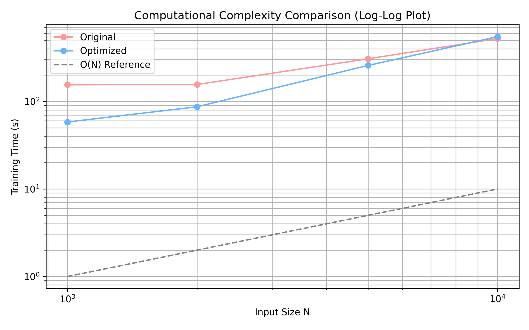 Computational Complexity Comparison (Log-Log Plot)
Original
Optimized
O(N) Reference
Training Time (s)
10²
10¹
10⁰
10³
10⁴
Input Size N